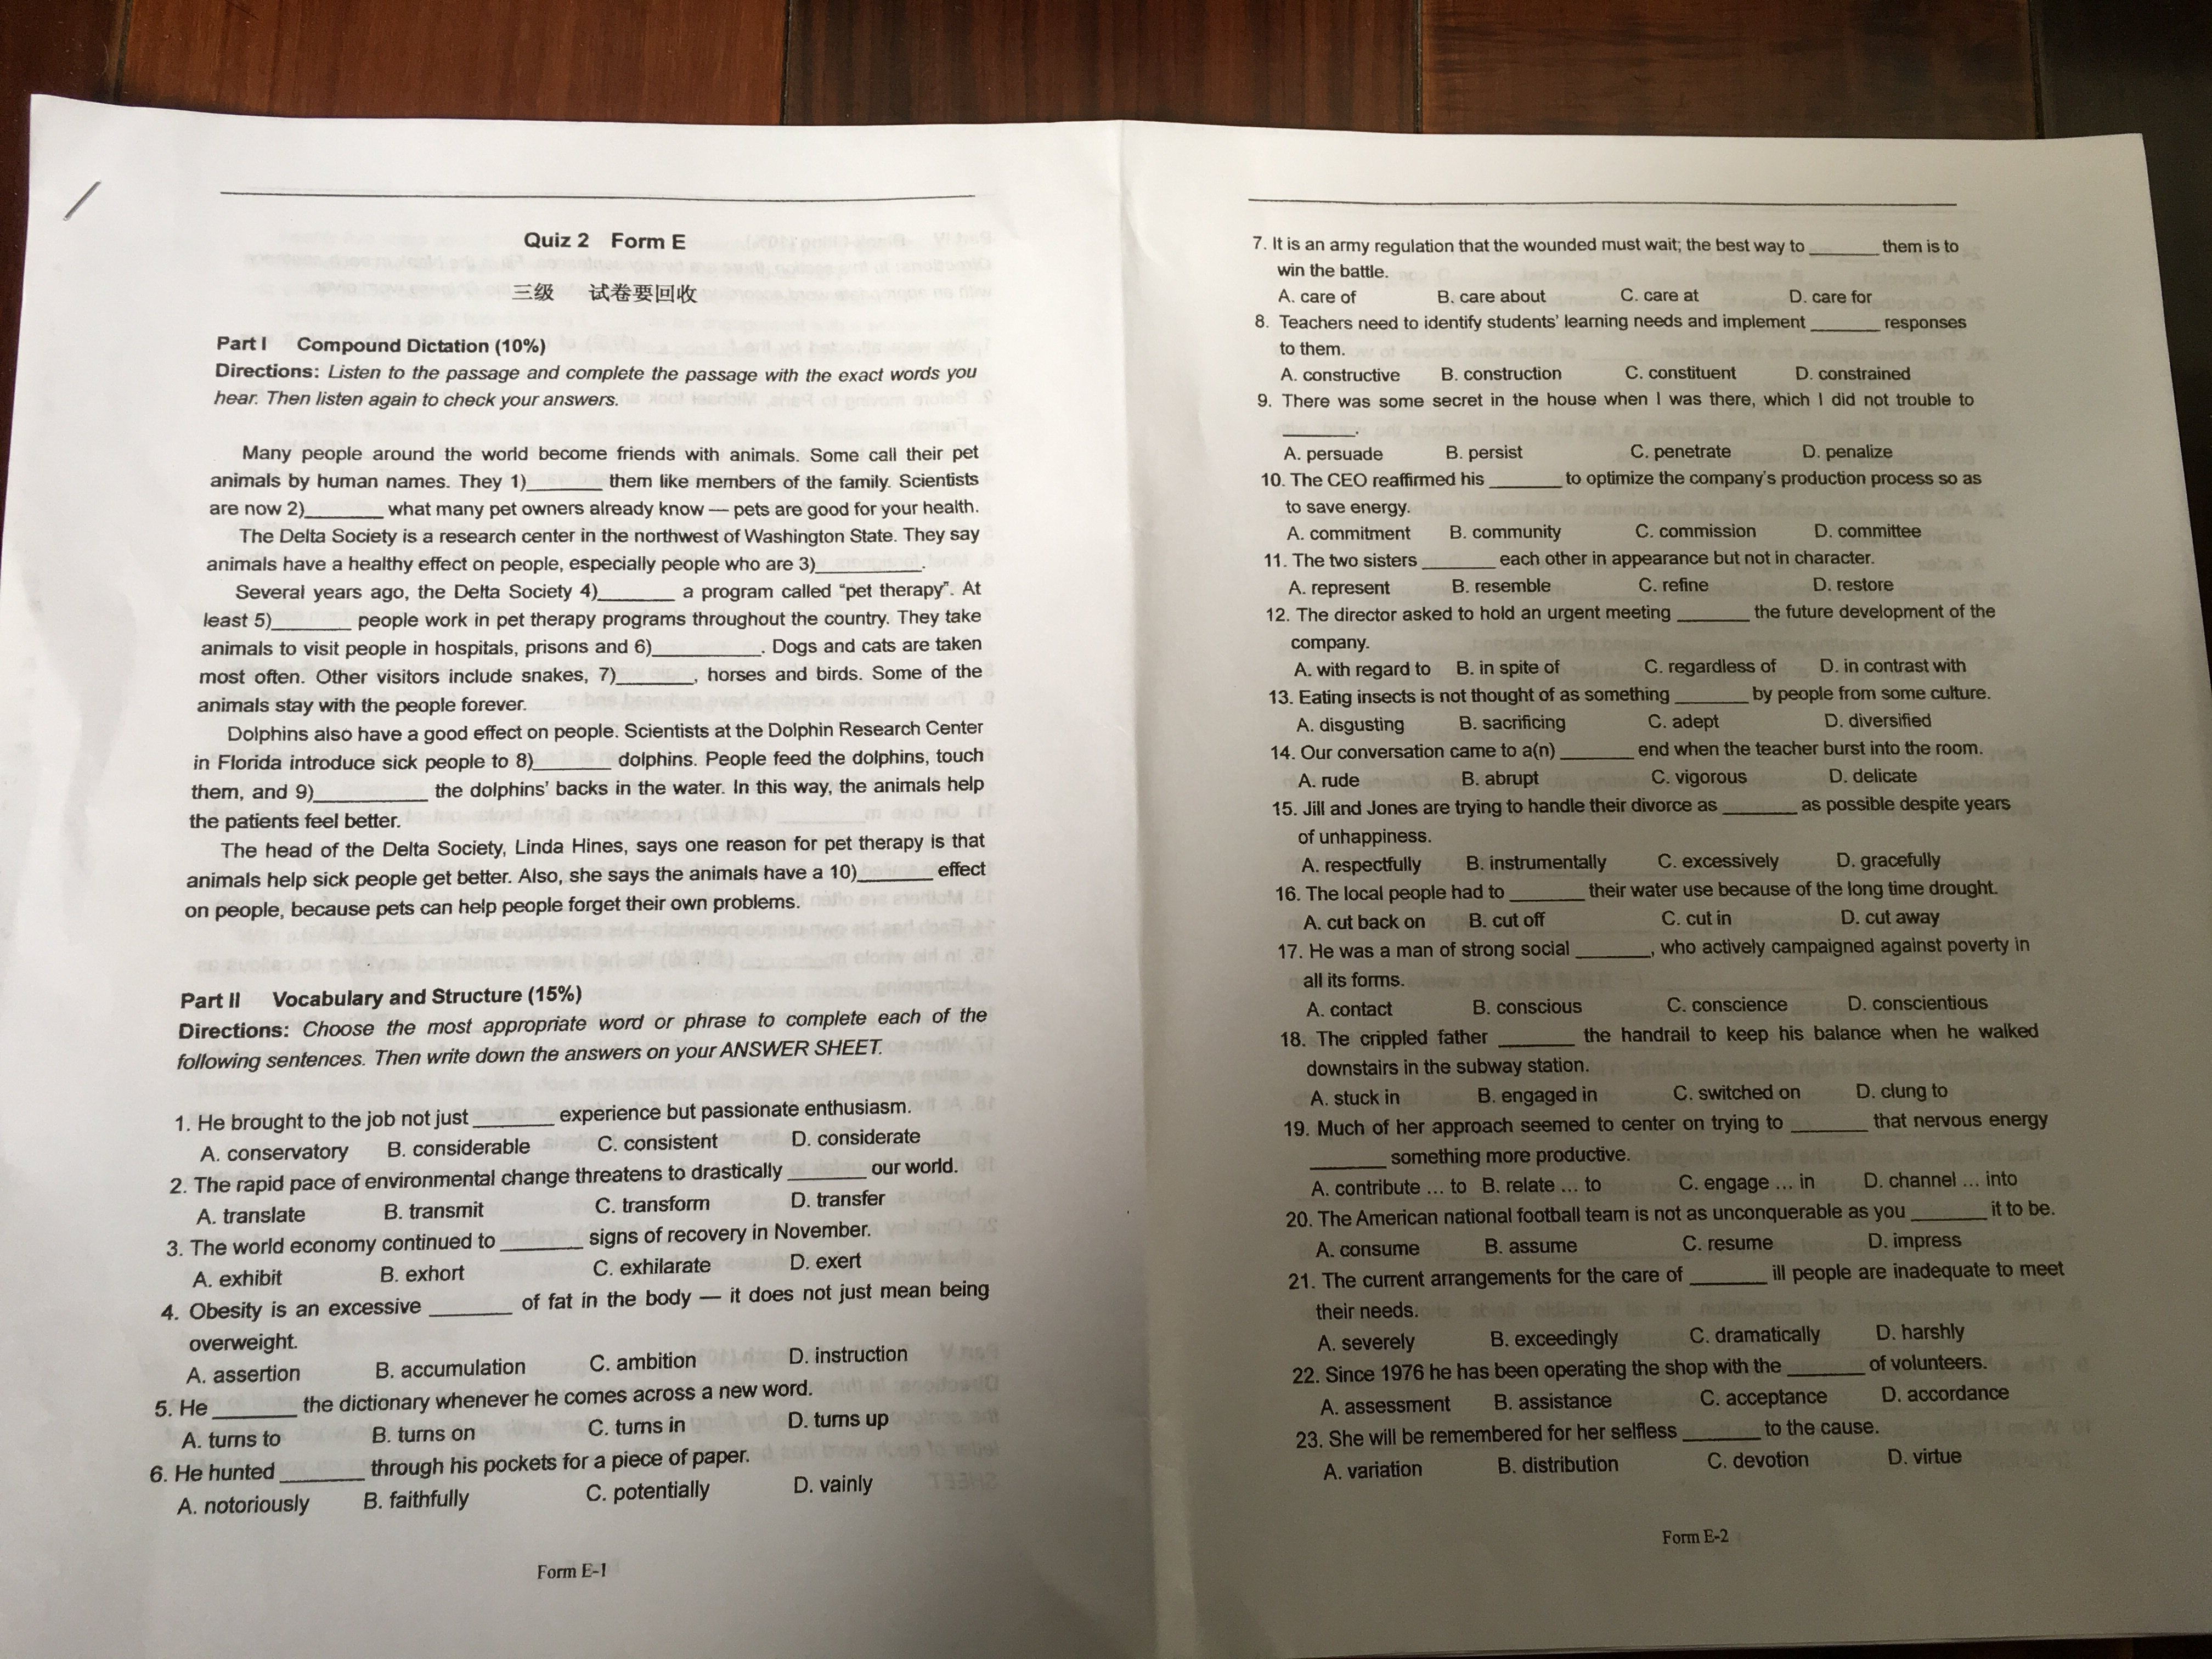 Quiz 2 Form E
三级 试卷要回收
Part I Compound Dictation (10%)
Directions: Listen to the passage and complete the passage with the exact words you
hear. Then listen again to check your answers.
Many people around the world become friends with animals. Some call their pet
animals by human names. They 1)_______ them like members of the family. Scientists
are now 2)_______ what many pet owners already know — pets are good for your health.
The Delta Society is a research center in the northwest of Washington State. They say
animals have a healthy effect on people, especially people who are 3)__________.
Several years ago, the Delta Society 4)_______ a program called “pet therapy”. At
least 5)_______ people work in pet therapy programs throughout the country. They take
animals to visit people in hospitals, prisons and 6)__________. Dogs and cats are taken
most often. Other visitors include snakes, 7)_______, horses and birds. Some of the
animals stay with the people forever.
Dolphins also have a good effect on people. Scientists at the Dolphin Research Center
in Florida introduce sick people to 8)_______ dolphins. People feed the dolphins, touch
them, and 9)__________ the dolphins’ backs in the water. In this way, the animals help
the patients feel better.
The head of the Delta Society, Linda Hines, says one reason for pet therapy is that
animals help sick people get better. Also, she says the animals have a 10)_______ effect
on people, because pets can help people forget their own problems.
Part II Vocabulary and Structure (15%)
Directions: Choose the most appropriate word or phrase to complete each of the
following sentences. Then write down the answers on your ANSWER SHEET.
1. He brought to the job not just _______ experience but passionate enthusiasm.
A. conservatory B. considerable C. consistent D. considerate
2. The rapid pace of environmental change threatens to drastically _______ our world.
A. translate B. transmit C. transform D. transfer
3. The world economy continued to _______ signs of recovery in November.
A. exhibit B. exhort C. exhilarate D. exert
4. Obesity is an excessive _______ of fat in the body — it does not just mean being
overweight.
A. assertion B. accumulation C. ambition D. instruction
5. He _______ the dictionary whenever he comes across a new word.
A. turns to B. turns on C. turns in D. turns up
6. He hunted _______ through his pockets for a piece of paper.
A. notoriously B. faithfully C. potentially D. vainly
Form E-1
7. It is an army regulation that the wounded must wait; the best way to _______ them is to
win the battle.
A. care of B. care about C. care at D. care for
8. Teachers need to identify students’ learning needs and implement _______ responses
to them.
A. constructive B. construction C. constituent D. constrained
9. There was some secret in the house when I was there, which I did not trouble to
_______.
A. persuade B. persist C. penetrate D. penalize
10. The CEO reaffirmed his _______ to optimize the company’s production process so as
to save energy.
A. commitment B. community C. commission D. committee
11. The two sisters _______ each other in appearance but not in character.
A. represent B. resemble C. refine D. restore
12. The director asked to hold an urgent meeting _______ the future development of the
company.
A. with regard to B. in spite of C. regardless of D. in contrast with
13. Eating insects is not thought of as something _______ by people from some culture.
A. disgusting B. sacrificing C. adept D. diversified
14. Our conversation came to a(n) _______ end when the teacher burst into the room.
A. rude B. abrupt C. vigorous D. delicate
15. Jill and Jones are trying to handle their divorce as _______ as possible despite years
of unhappiness.
A. respectfully B. instrumentally C. excessively D. gracefully
16. The local people had to _______ their water use because of the long time drought.
A. cut back on B. cut off C. cut in D. cut away
17. He was a man of strong social _______, who actively campaigned against poverty in
all its forms.
A. contact B. conscious C. conscience D. conscientious
18. The crippled father _______ the handrail to keep his balance when he walked
downstairs in the subway station.
A. stuck in B. engaged in C. switched on D. clung to
19. Much of her approach seemed to center on trying to _______ that nervous energy
_______ something more productive.
A. contribute ... to B. relate ... to C. engage ... in D. channel ... into
20. The American national football team is not as unconquerable as you _______ it to be.
A. consume B. assume C. resume D. impress
21. The current arrangements for the care of _______ ill people are inadequate to meet
their needs.
A. severely B. exceedingly C. dramatically D. harshly
22. Since 1976 he has been operating the shop with the _______ of volunteers.
A. assessment B. assistance C. acceptance D. accordance
23. She will be remembered for her selfless _______ to the cause.
A. variation B. distribution C. devotion D. virtue
Form E-2